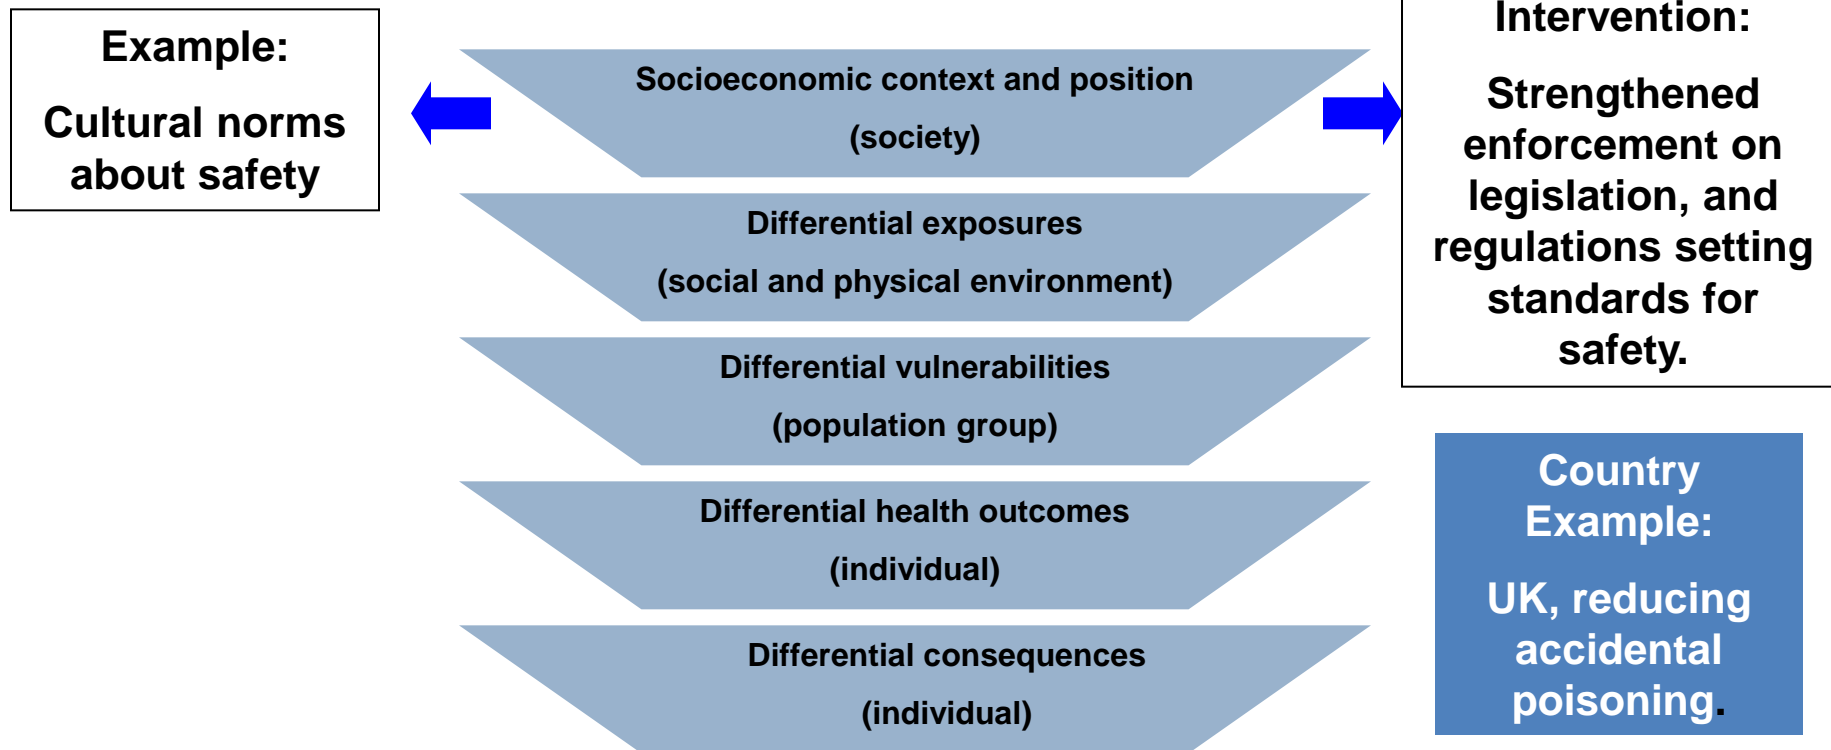 Example:
Cultural norms
about safety
Socioeconomic context and position
(society)
Differential exposures
(social and physical environment)
Differential vulnerabilities
(population group)
Differential health outcomes
(individual)
Differential consequences
(individual)
Intervention:
Strengthened
enforcement on
legislation, and
regulations setting
standards for
safety.
Country
Example:
UK, reducing
accidental
poisoning.